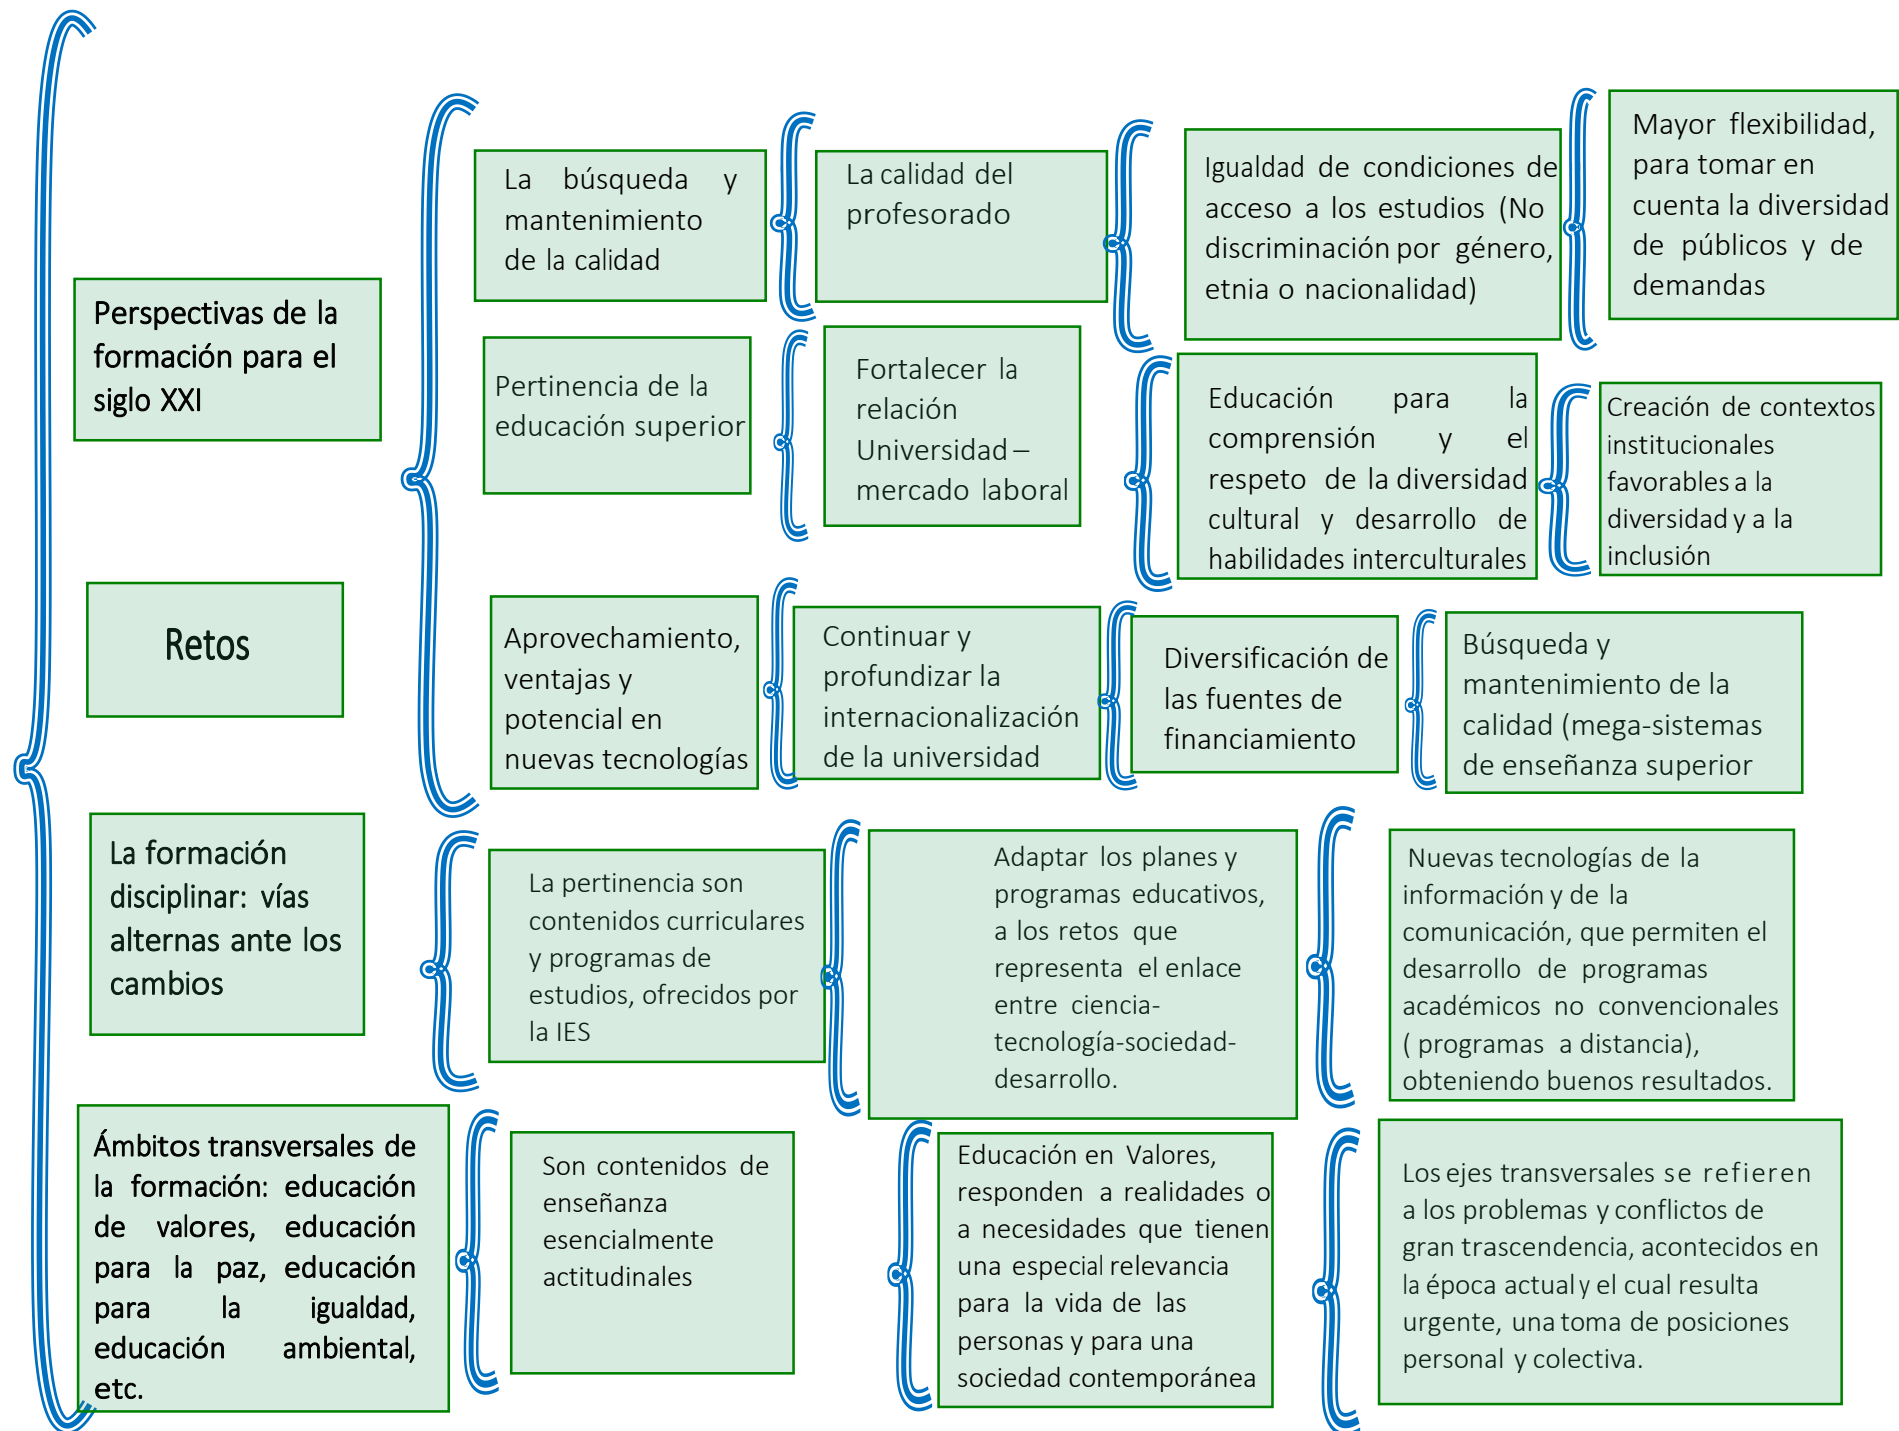 Perspectivas de la
formación para el
siglo XXI
La búsqueda y
mantenimiento
de la calidad
La calidad del
profesorado
Igualdad de condiciones de
acceso a los estudios (No
discriminación por género,
etnia o nacionalidad)
Mayor flexibilidad,
para tomar en
cuenta la diversidad
de públicos y de
demandas
Pertinencia de la
educación superior
Fortalecer la
relación
Universidad –
mercado laboral
Educación para la
comprensión y el
respeto de la diversidad
cultural y desarrollo de
habilidades interculturales
Creación de contextos
institucionales
favorables a la
diversidad y a la
inclusión
Retos
Aprovechamiento,
ventajas y
potencial en
nuevas tecnologías
Continuar y
profundizar la
internacionalización
de la universidad
Diversificación de
las fuentes de
financiamiento
Búsqueda y
mantenimiento de la
calidad (mega-sistemas
de enseñanza superior
La formación
disciplinar: vías
alternas ante los
cambios
La pertinencia son
contenidos curriculares
y programas de
estudios, ofrecidos por
la IES
Adaptar los planes y
programas educativos,
a los retos que
representa el enlace
entre ciencia-
tecnología-sociedad-
desarrollo.
Nuevas tecnologías de la
información y de la
comunicación, que permiten el
desarrollo de programas
académicos no convencionales
( programas a distancia),
obteniendo buenos resultados.
Ámbitos transversales de
la formación: educación
de valores, educación
para la paz, educación
para la igualdad,
educación ambiental,
etc.
Son contenidos de
enseñanza
esencialmente
actitudinales
Educación en Valores,
responden a realidades o
a necesidades que tienen
una especial relevancia
para la vida de las
personas y para una
sociedad contemporánea
Los ejes transversales se refieren
a los problemas y conflictos de
gran trascendencia, acontecidos en
la época actual y el cual resulta
urgente, una toma de posiciones
personal y colectiva.